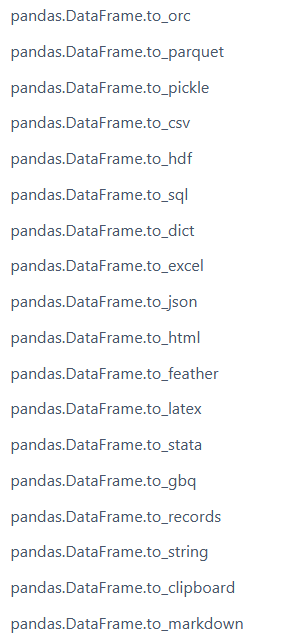 pandas.DataFrame.to_orc
pandas.DataFrame.to_parquet
pandas.DataFrame.to_pickle
pandas.DataFrame.to_csv
pandas.DataFrame.to_hdf
pandas.DataFrame.to_sql
pandas.DataFrame.to_dict
pandas.DataFrame.to_excel
pandas.DataFrame.to_json
pandas.DataFrame.to_html
pandas.DataFrame.to_feather
pandas.DataFrame.to_latex
pandas.DataFrame.to_stata
pandas.DataFrame.to_gbq
pandas.DataFrame.to_records
pandas.DataFrame.to_string
pandas.DataFrame.to_clipboard
pandas.DataFrame.to_markdown